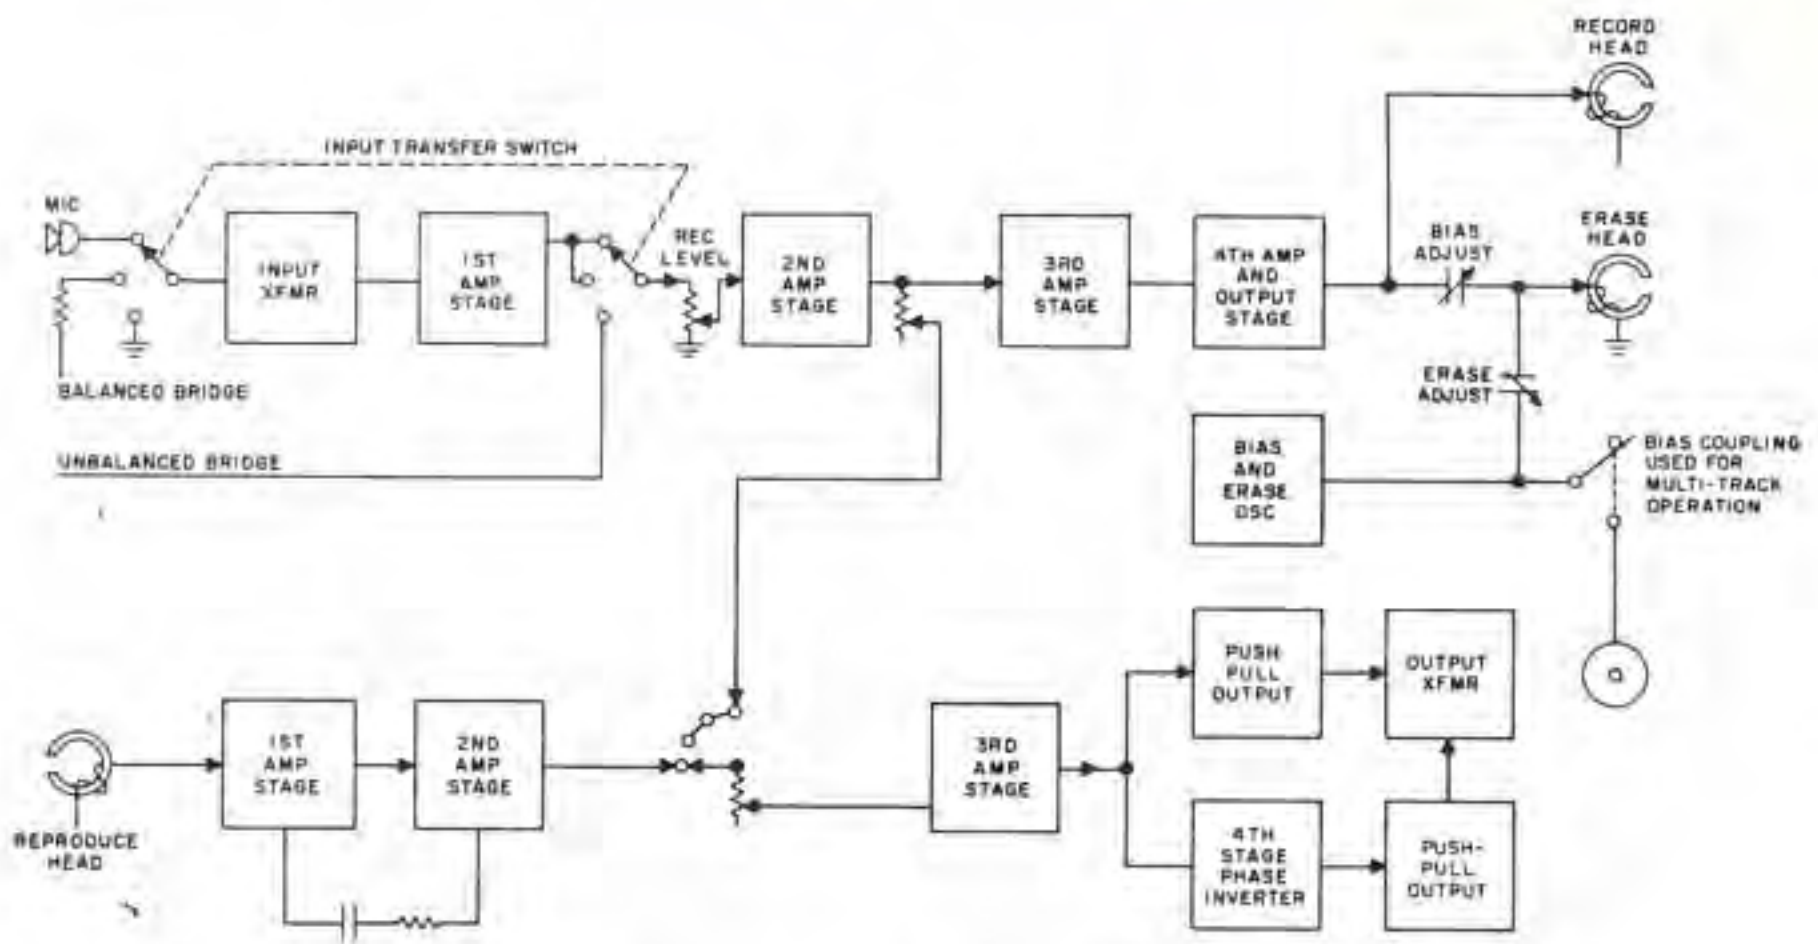 RECORD
HEAD
INPUT TRANSFER SWITCH
MIC
INPUT
XFMR
1ST
AMP
STAGE
REC
LEVEL
2ND
AMP
STAGE
3RD
AMP
STAGE
4TH AMP
AND
OUTPUT
STAGE
BIAS
ADJUST
ERASE
HEAD
BALANCED BRIDGE
UNBALANCED BRIDGE
ERASE
ADJUST
BIAS
AND
ERASE
OSC
BIAS COUPLING
USED FOR
MULTI-TRACK
OPERATION
REPRODUCE
HEAD
1ST
AMP
STAGE
2ND
AMP
STAGE
3RD
AMP
STAGE
PUSH
PULL
OUTPUT
OUTPUT
XFMR
4TH
STAGE
PHASE
INVERTER
PUSH-
PULL
OUTPUT